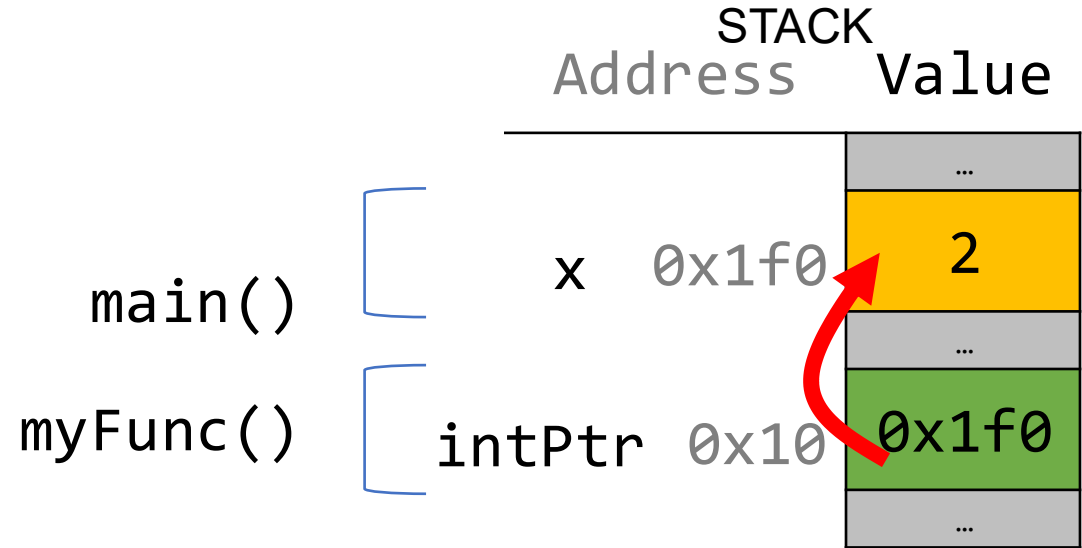 STACK
Address Value
…
x 0x1f0 2
main()
…
myFunc() intPtr 0x10 0x1f0
…